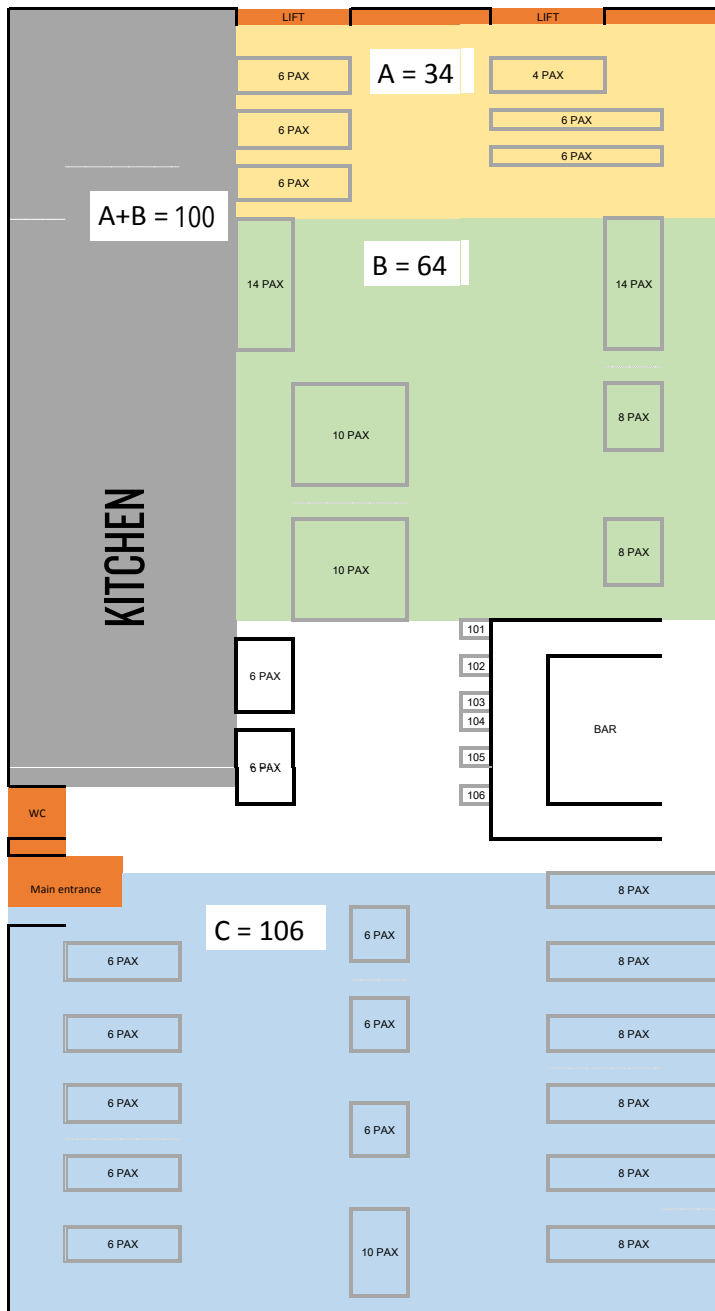 LIFT
LIFT
6 PAX
A = 34
4 PAX
6 PAX
6 PAX
6 PAX
6 PAX
A+B = 100
B = 64
14 PAX
14 PAX
10 PAX
8 PAX
KITCHEN
10 PAX
8 PAX
101
6 PAX
102
103
104
BAR
6 PAX
105
106
WC
Main entrance
8 PAX
C = 106
6 PAX
6 PAX
8 PAX
6 PAX
6 PAX
8 PAX
6 PAX
8 PAX
6 PAX
6 PAX
8 PAX
6 PAX
10 PAX
8 PAX